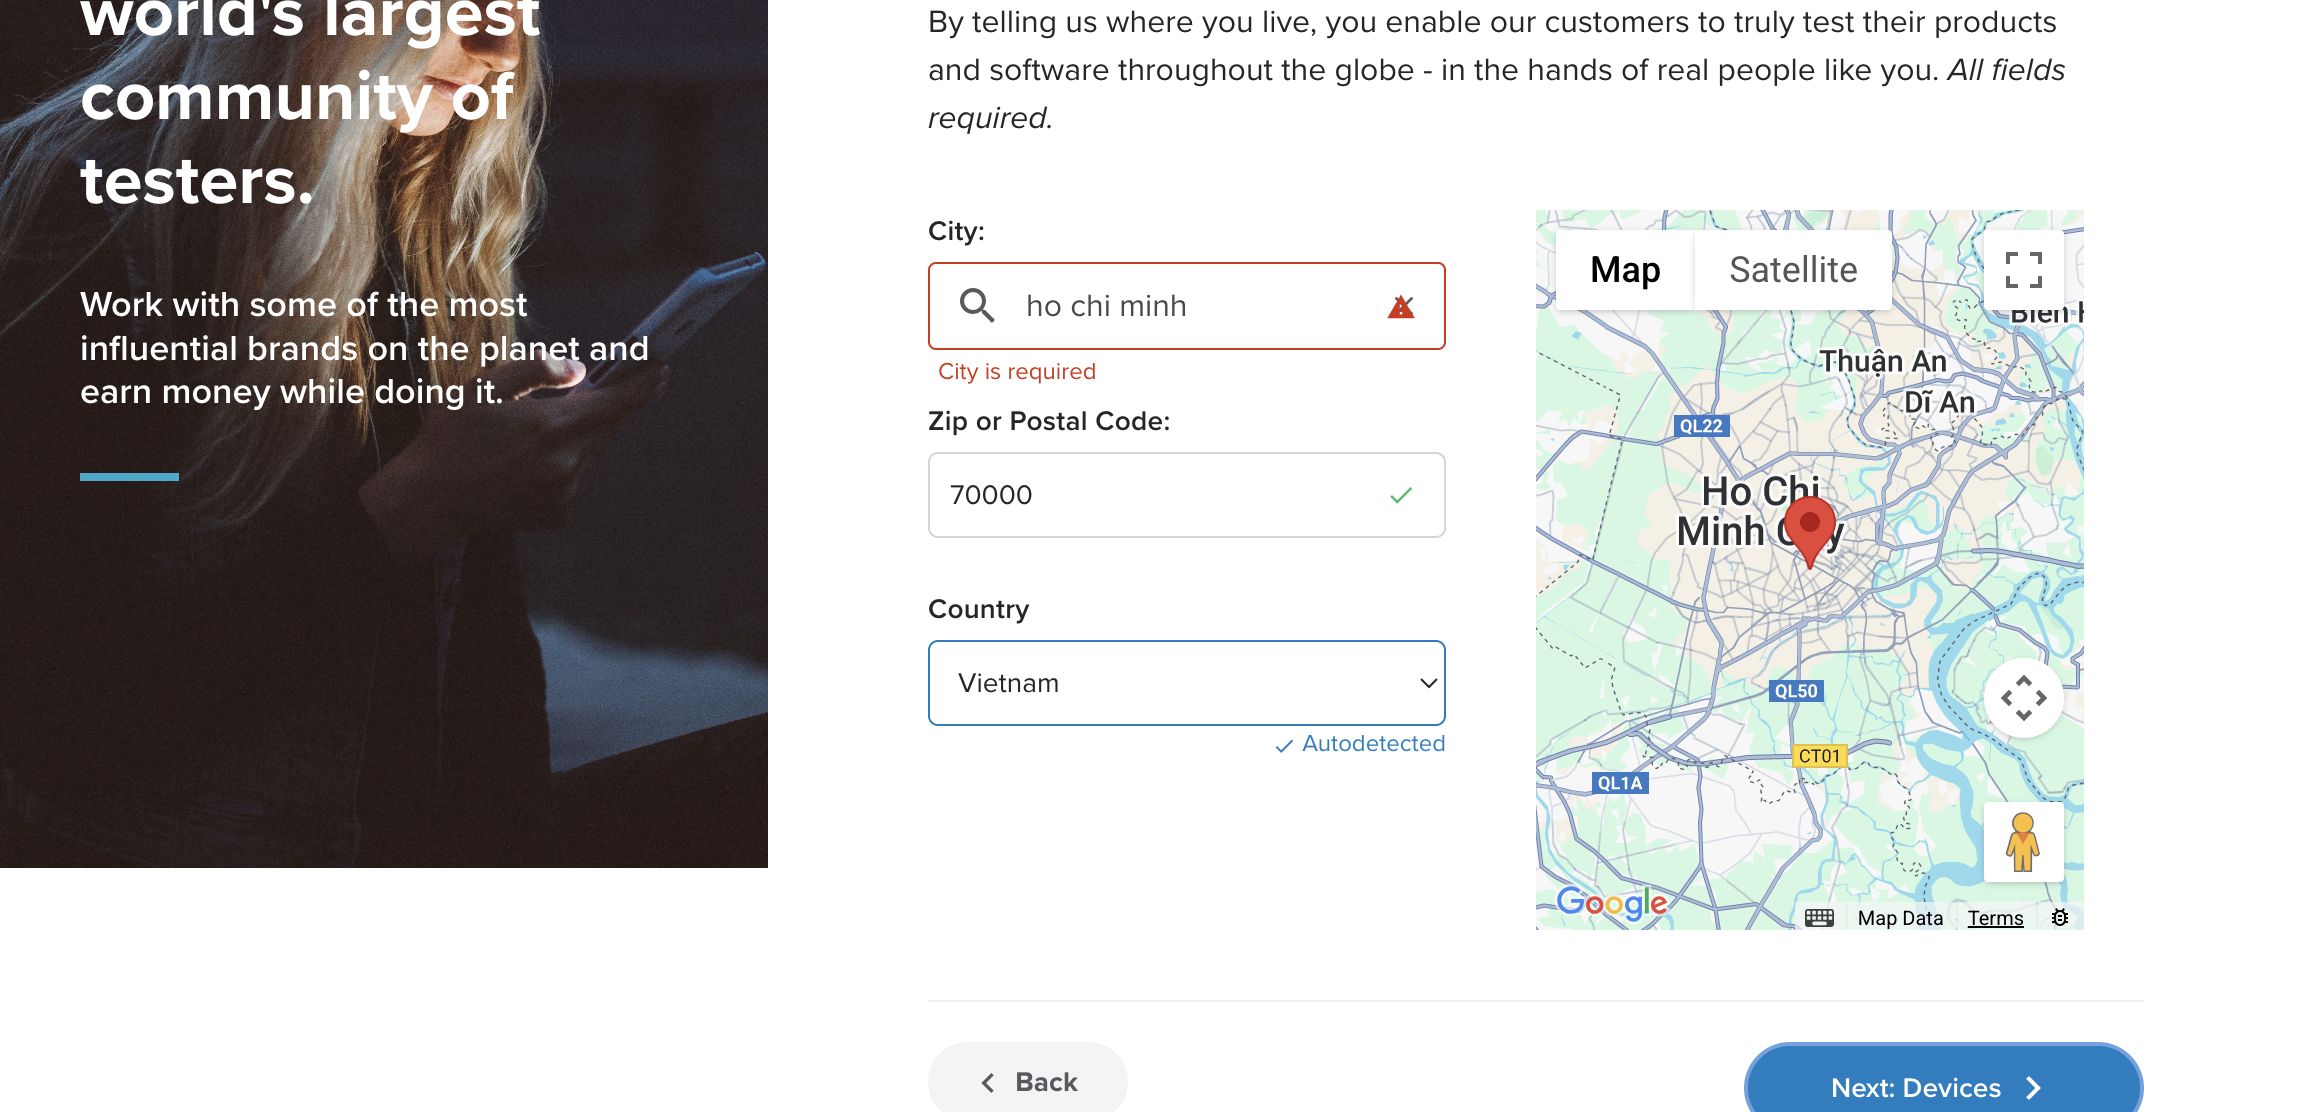 world's largest
community of
testers.
Work with some of the most
influential brands on the planet and
earn money while doing it.
By telling us where you live, you enable our customers to truly test their products
and software throughout the globe - in the hands of real people like you. All fields
required.
City:
ho chi minh
City is required
Zip or Postal Code:
70000
Country
Vietnam
Autodetected
Map Satellite
Thuận An
Dĩ An
QL22
Ho Chi
Minh
QL50
CT01
QL1A
Google
Map Data Terms
Back
Next: Devices